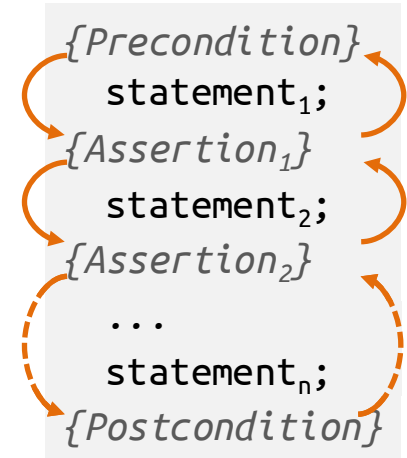 {Precondition}
statement₁;
{Assertion₁}
statement₂;
{Assertion₂}
...
statementₙ;
{Postcondition}